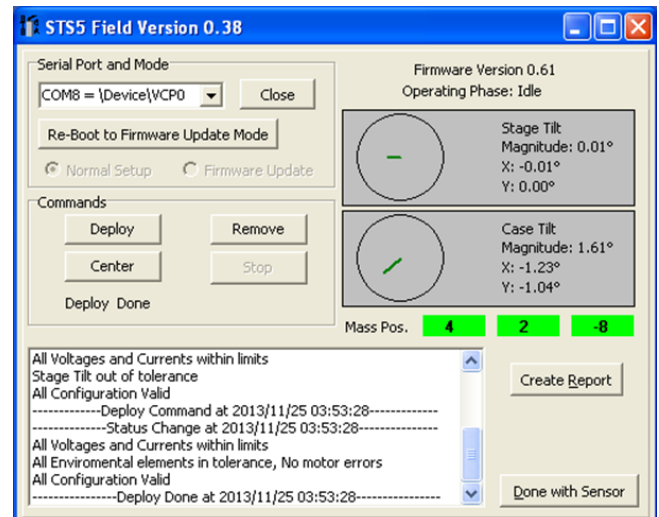 STS5 Field Version 0.38
Serial Port and Mode
COM8 = \Device\VCP0
Close
Re-Boot to Firmware Update Mode
Normal Setup
Firmware Update
Firmware Version 0.61
Operating Phase: Idle
Stage Tilt
Magnitude: 0.01°
X: -0.01°
Y: 0.00°
Commands
Deploy
Remove
Center
Stop
Deploy Done
Case Tilt
Magnitude: 1.61°
X: -1.23°
Y: -1.04°
Mass Pos. 4 2 -8
All Voltages and Currents within limits
Stage Tilt out of tolerance
All Configuration Valid
--------------Deploy Command at 2013/11/25 03:53:28--------------
---------------Status Change at 2013/11/25 03:53:28----------------
All Voltages and Currents within limits
All Enviromental elements in tolerance, No motor errors
All Configuration Valid
------------------Deploy Done at 2013/11/25 03:53:28-----------------
Create Report
Done with Sensor